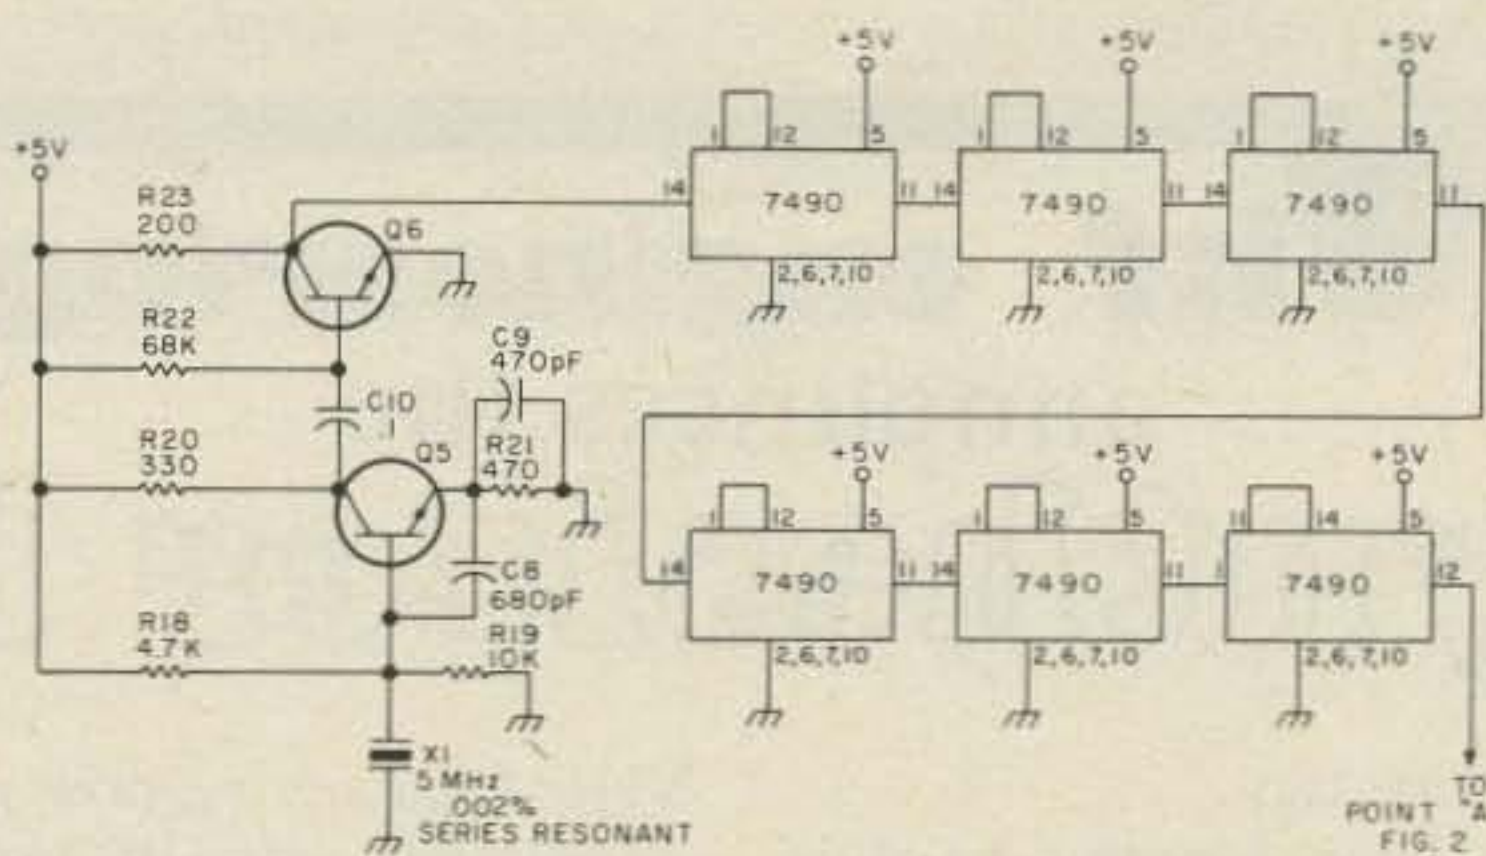 +5V
R23
200
Q6
R22
68K
C10
.1
C9
470pF
R20
330
Q5
R21
470
C8
680pF
R18
4.7K
R19
10K
X1
5 MHz
.002%
SERIES RESONANT
+5V
+5V
+5V
1 12 5
1 12 5
1 12 5
14 7490 11
14 7490 11
14 7490 11
2,6,7,10
2,6,7,10
2,6,7,10
+5V
+5V
+5V
1 12 5
1 12 5
11 14 5
14 7490 11
14 7490 11
1 7490 12
2,6,7,10
2,6,7,10
2,6,7,10
TO
POINT "A
FIG. 2